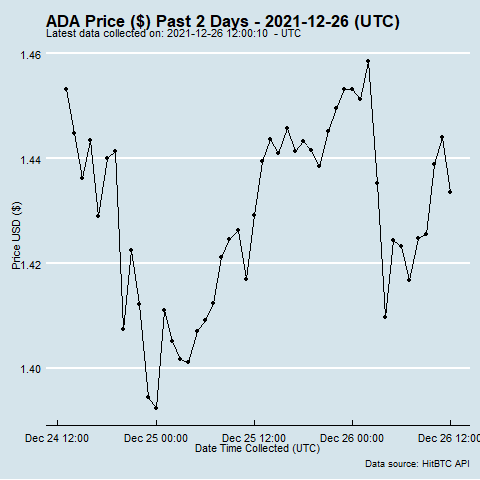 ADA Price ($) Past 2 Days - 2021-12-26 (UTC)
Latest data collected on: 2021-12-26 12:00:10  - UTC
Price USD ($)
1.46
1.44
1.42
1.40
Dec 24 12:00 Dec 25 00:00 Dec 25 12:00 Dec 26 00:00 Dec 26 12:00
Date Time Collected (UTC)
Data source: HitBTC API